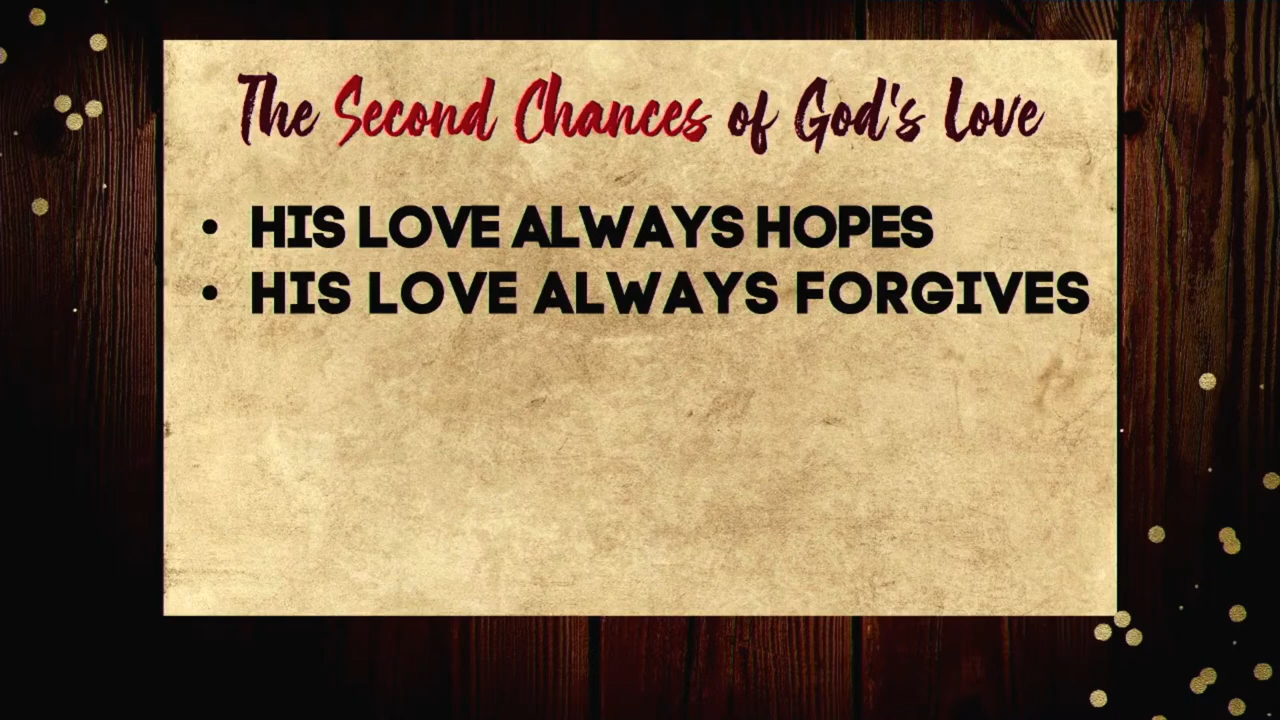 The Second Chances of God's Love
• HIS LOVE ALWAYS HOPES
• HIS LOVE ALWAYS FORGIVES